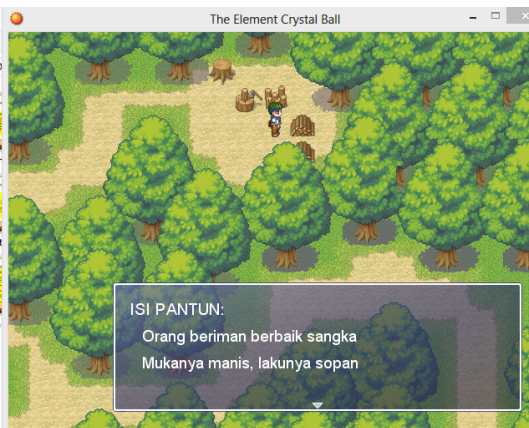 The Element Crystal Ball
ISI PANTUN:
Orang beriman berbaik sangka
Mukanya manis, lakunya sopan